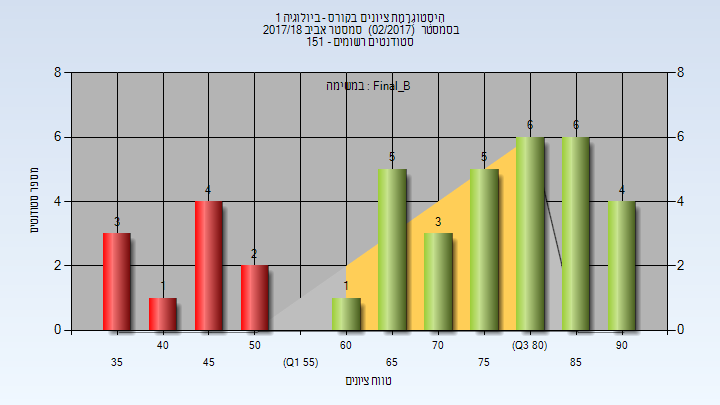 היסטוגרמת ציונים בקורס - ביולוגיה 1
בסמסטר (02/2017) סמסטר אביב 2017/18
סטודנטים רשומים - 151
במשימה : Final_B
8 8
6 6
4 4
2 2
0 0
מספר סטודנטים
3 1 4 2 1 5 3 5 6 6 4
40 50 60 70 (Q3 80) 90
35 45 (Q1 55) 65 75 85
טווח ציונים